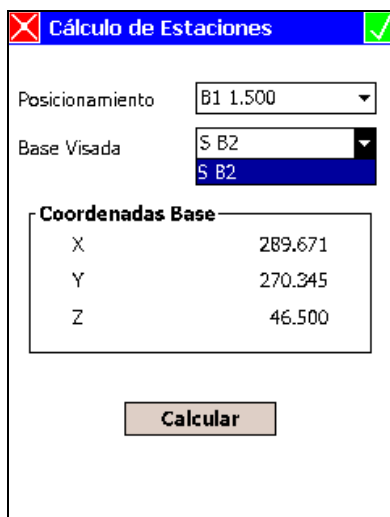 Cálculo de Estaciones
Posicionamiento B1 1.500
Base Visada S B2
S B2
Coordenadas Base
X 289.671
Y 270.345
Z 46.500
Calcular